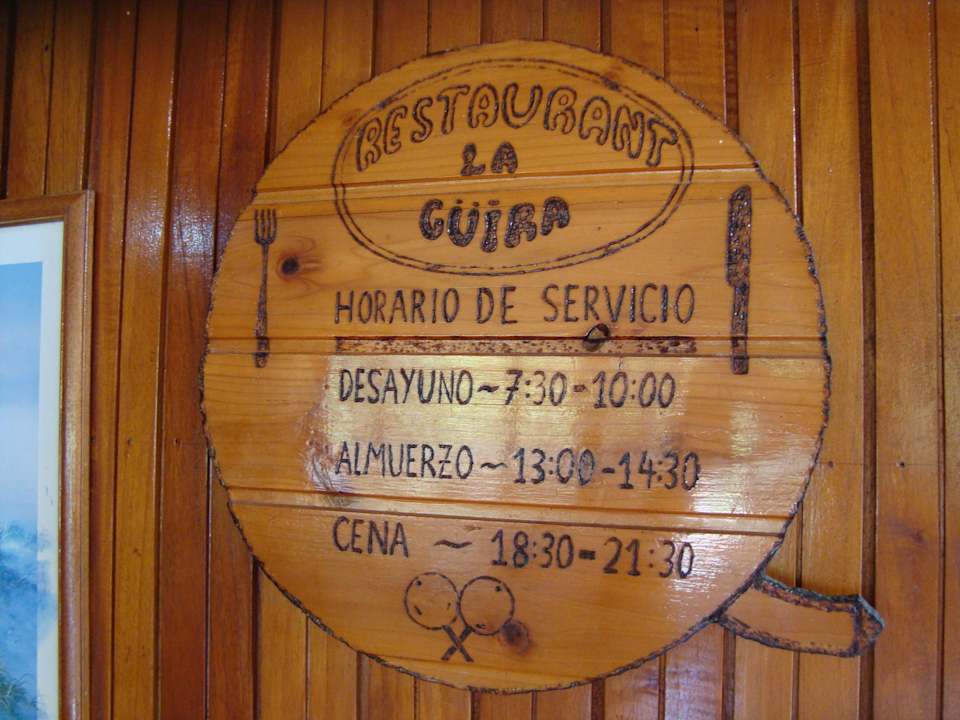 RESTAURANT
LA
GÜIRA
HORARIO DE SERVICIO
DESAYUNO~7:30-10:00
ALMUERZO~13:00-14:30
CENA ~ 18:30-21:30